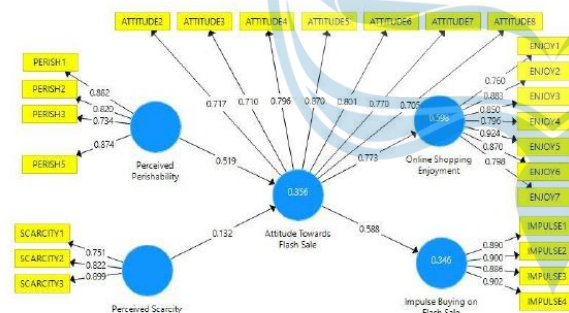 ATTITUDE2 ATTITUDE3 ATTITUDE4 ATTITUDE5 ATTITUDE6 ATTITUDE7 ATTITUDE8
PERISH1
PERISH2
PERISH3
PERISH5
0.882
0.820
0.734
0.874
Perceived
Perishability
0.717 0.710 0.796 0.870 0.801 0.770 0.705
ENJOY1
ENJOY2
ENJOY3
ENJOY4
ENJOY5
ENJOY6
ENJOY7
0.760
0.883
0.850
0.796
0.924
0.870
0.798
0.598
Online Shopping
Enjoyment
0.519
0.773
0.356
Attitude Towards
Flash Sale
0.132
0.588
SCARCITY1
SCARCITY2
SCARCITY3
0.751
0.822
0.899
Perceived Scarcity
0.346
Impulse Buying on
Flash Sale
0.890
0.900
0.886
0.902
IMPULSE1
IMPULSE2
IMPULSE3
IMPULSE4